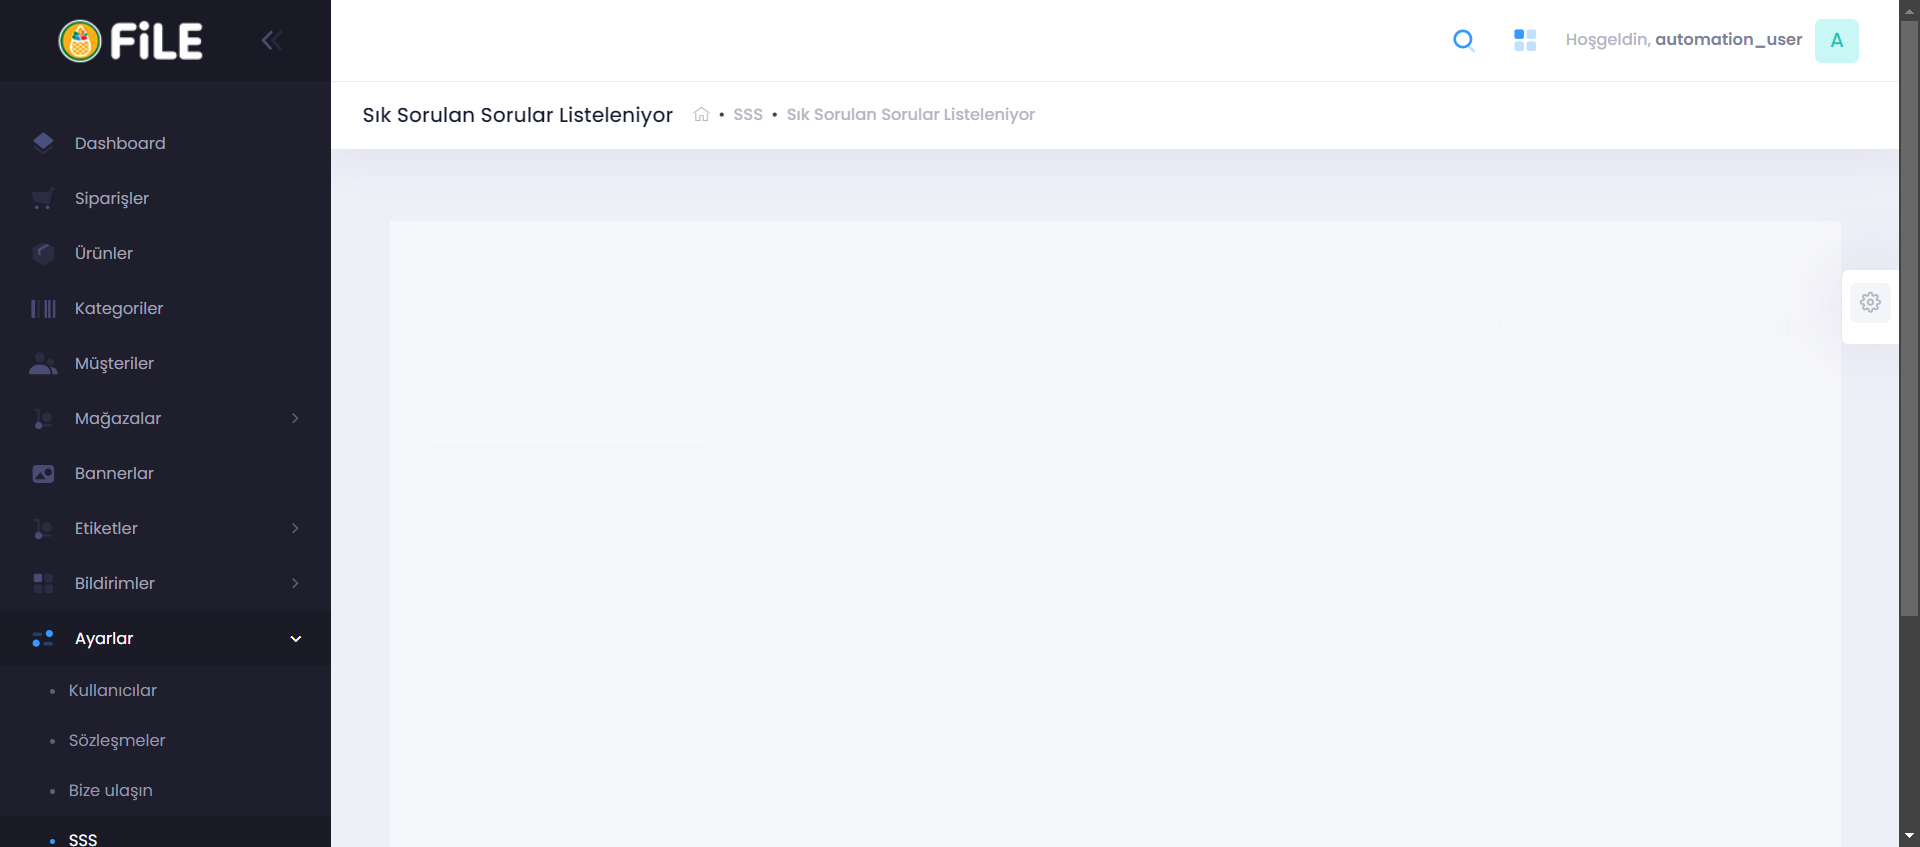 FiLE
Hoşgeldin, automation_user
A
Sık Sorulan Sorular Listeleniyor
• SSS • Sık Sorulan Sorular Listeleniyor
Dashboard
Siparişler
Ürünler
Kategoriler
Müşteriler
Mağazalar
Bannerlar
Etiketler
Bildirimler
Ayarlar
• Kullanıcılar
• Sözleşmeler
• Bize ulaşın
• SSS